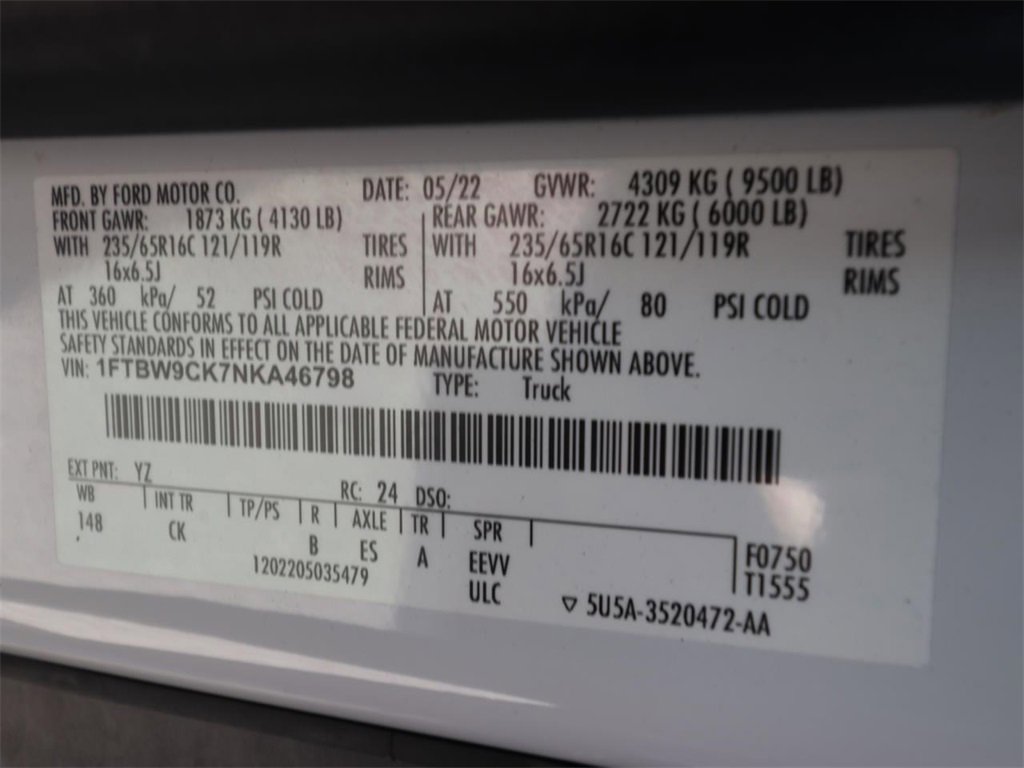 MFD. BY FORD MOTOR CO. DATE: 05/22 GVWR: 4309 KG ( 9500 LB)
FRONT GAWR: 1873 KG ( 4130 LB) REAR GAWR: 2722 KG ( 6000 LB)
WITH 235/65R16C 121/119R TIRES WITH 235/65R16C 121/119R TIRES
16x6.5J RIMS 16x6.5J RIMS
AT 360 kPa/ 52 PSI COLD AT 550 kPa/ 80 PSI COLD
THIS VEHICLE CONFORMS TO ALL APPLICABLE FEDERAL MOTOR VEHICLE
SAFETY STANDARDS IN EFFECT ON THE DATE OF MANUFACTURE SHOWN ABOVE.
VIN: 1FTBW9CK7NKA46798 TYPE: Truck
EXT PNT: YZ RC: 24 DSO:
WB INT TR TP/PS R AXLE TR SPR
148 CK B ES A EEVV F0750
1202205035479 ULC T1555
5U5A-3520472-AA